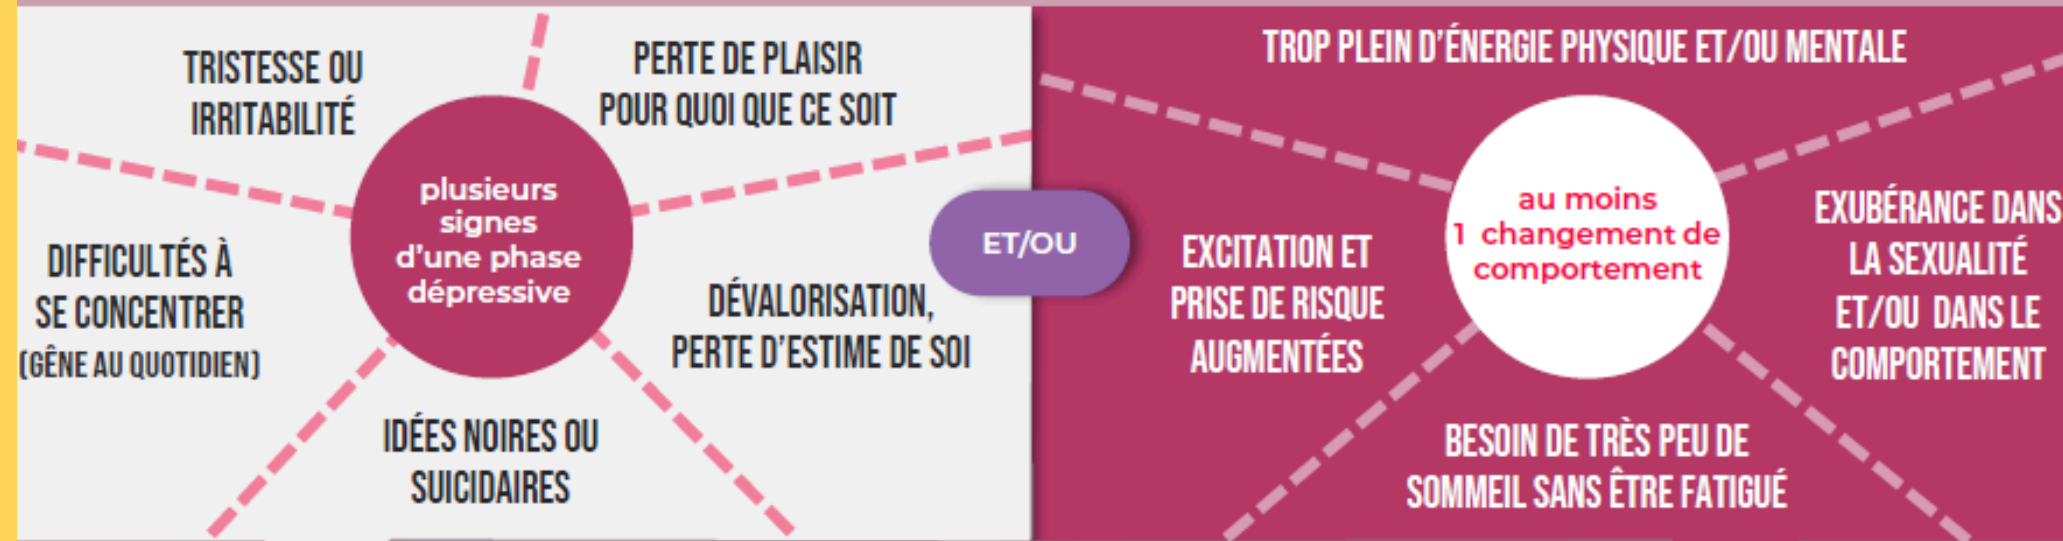 TRISTESSE OU
IRRITABILITÉ
PERTE DE PLAISIR
POUR QUOI QUE CE SOIT
plusieurs
signes
d'une phase
dépressive
DIFFICULTÉS À
SE CONCENTRER
(GÊNE AU QUOTIDIEN)
DÉVALORISATION,
PERTE D'ESTIME DE SOI
IDÉES NOIRES OU
SUICIDAIRES
ET/OU
TROP PLEIN D'ÉNERGIE PHYSIQUE ET/OU MENTALE
au moins
1 changement de
comportement
EXCITATION ET
PRISE DE RISQUE
AUGMENTÉES
EXUBÉRANCE DANS
LA SEXUALITÉ
ET/OU DANS LE
COMPORTEMENT
BESOIN DE TRÈS PEU DE
SOMMEIL SANS ÊTRE FATIGUÉ